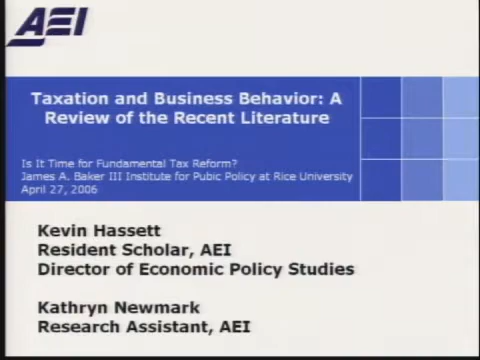 AEI
Taxation and Business Behavior: A
Review of the Recent Literature
Is It Time for Fundamental Tax Reform?
James A. Baker III Institute for Pubic Policy at Rice University
April 27, 2006
Kevin Hassett
Resident Scholar, AEI
Director of Economic Policy Studies
Kathryn Newmark
Research Assistant, AEI